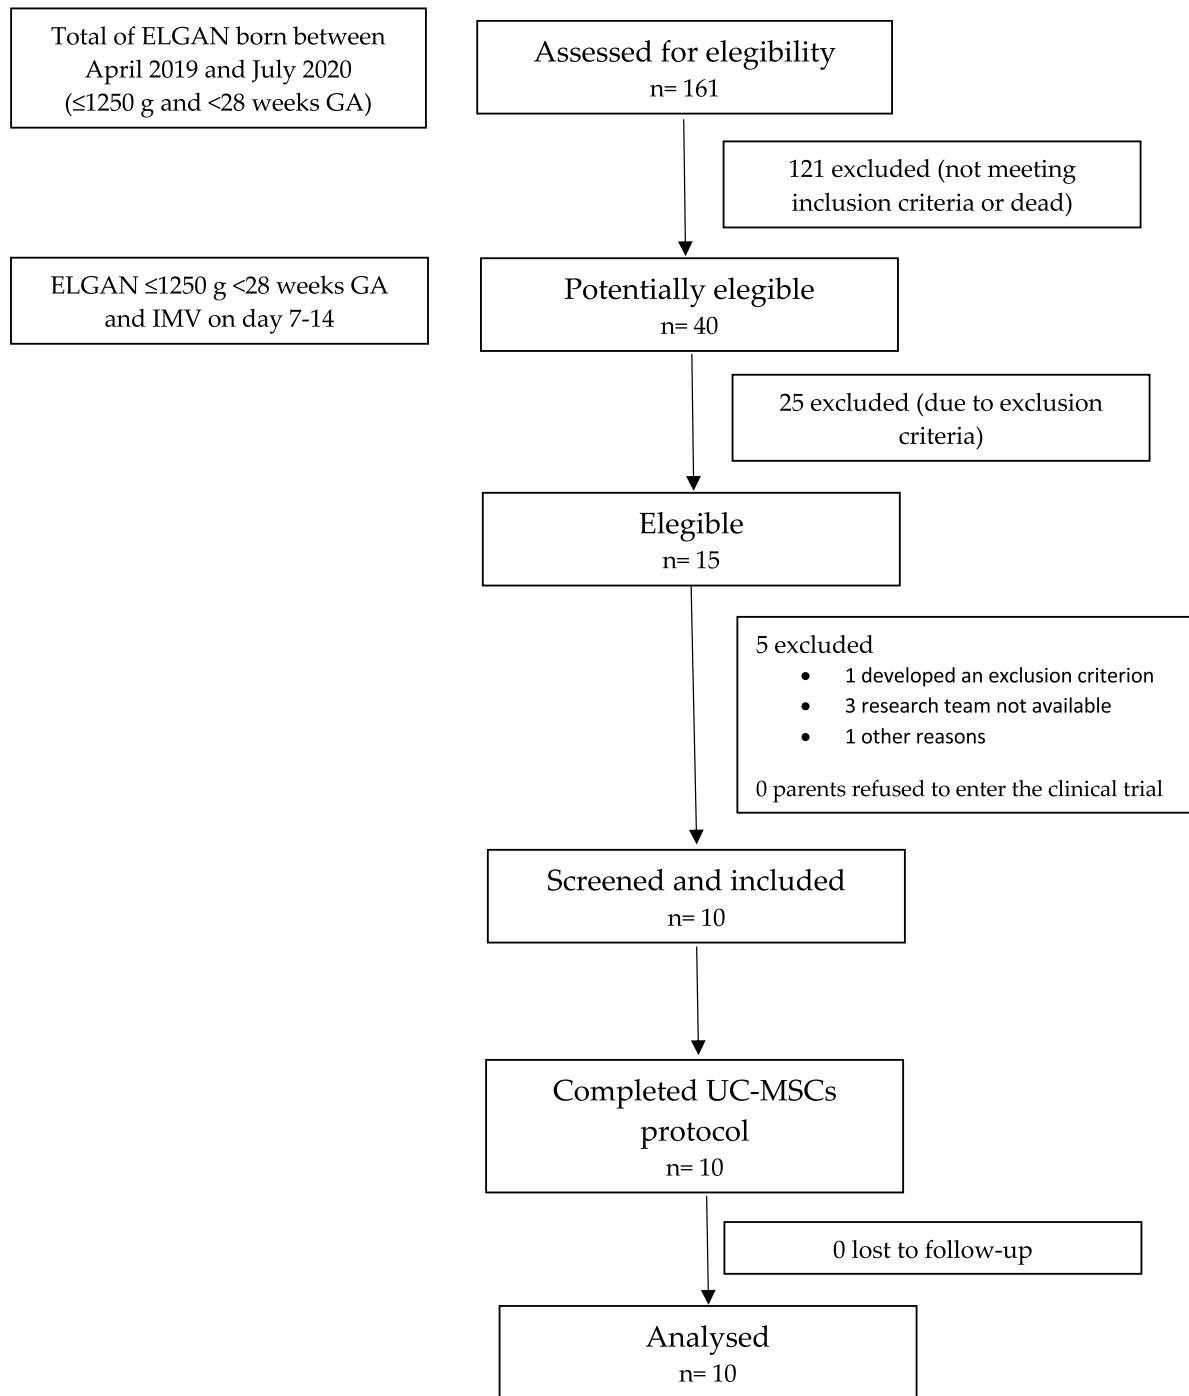 Total of ELGAN born between
April 2019 and July 2020
(≤1250 g and <28 weeks GA)
Assessed for elegibility
n= 161
121 excluded (not meeting
inclusion criteria or dead)
ELGAN ≤1250 g <28 weeks GA
and IMV on day 7-14
Potentially elegible
n= 40
25 excluded (due to exclusion
criteria)
Elegible
n= 15
5 excluded
• 1 developed an exclusion criterion
• 3 research team not available
• 1 other reasons
0 parents refused to enter the clinical trial
Screened and included
n= 10
Completed UC-MSCs
protocol
n= 10
0 lost to follow-up
Analysed
n= 10